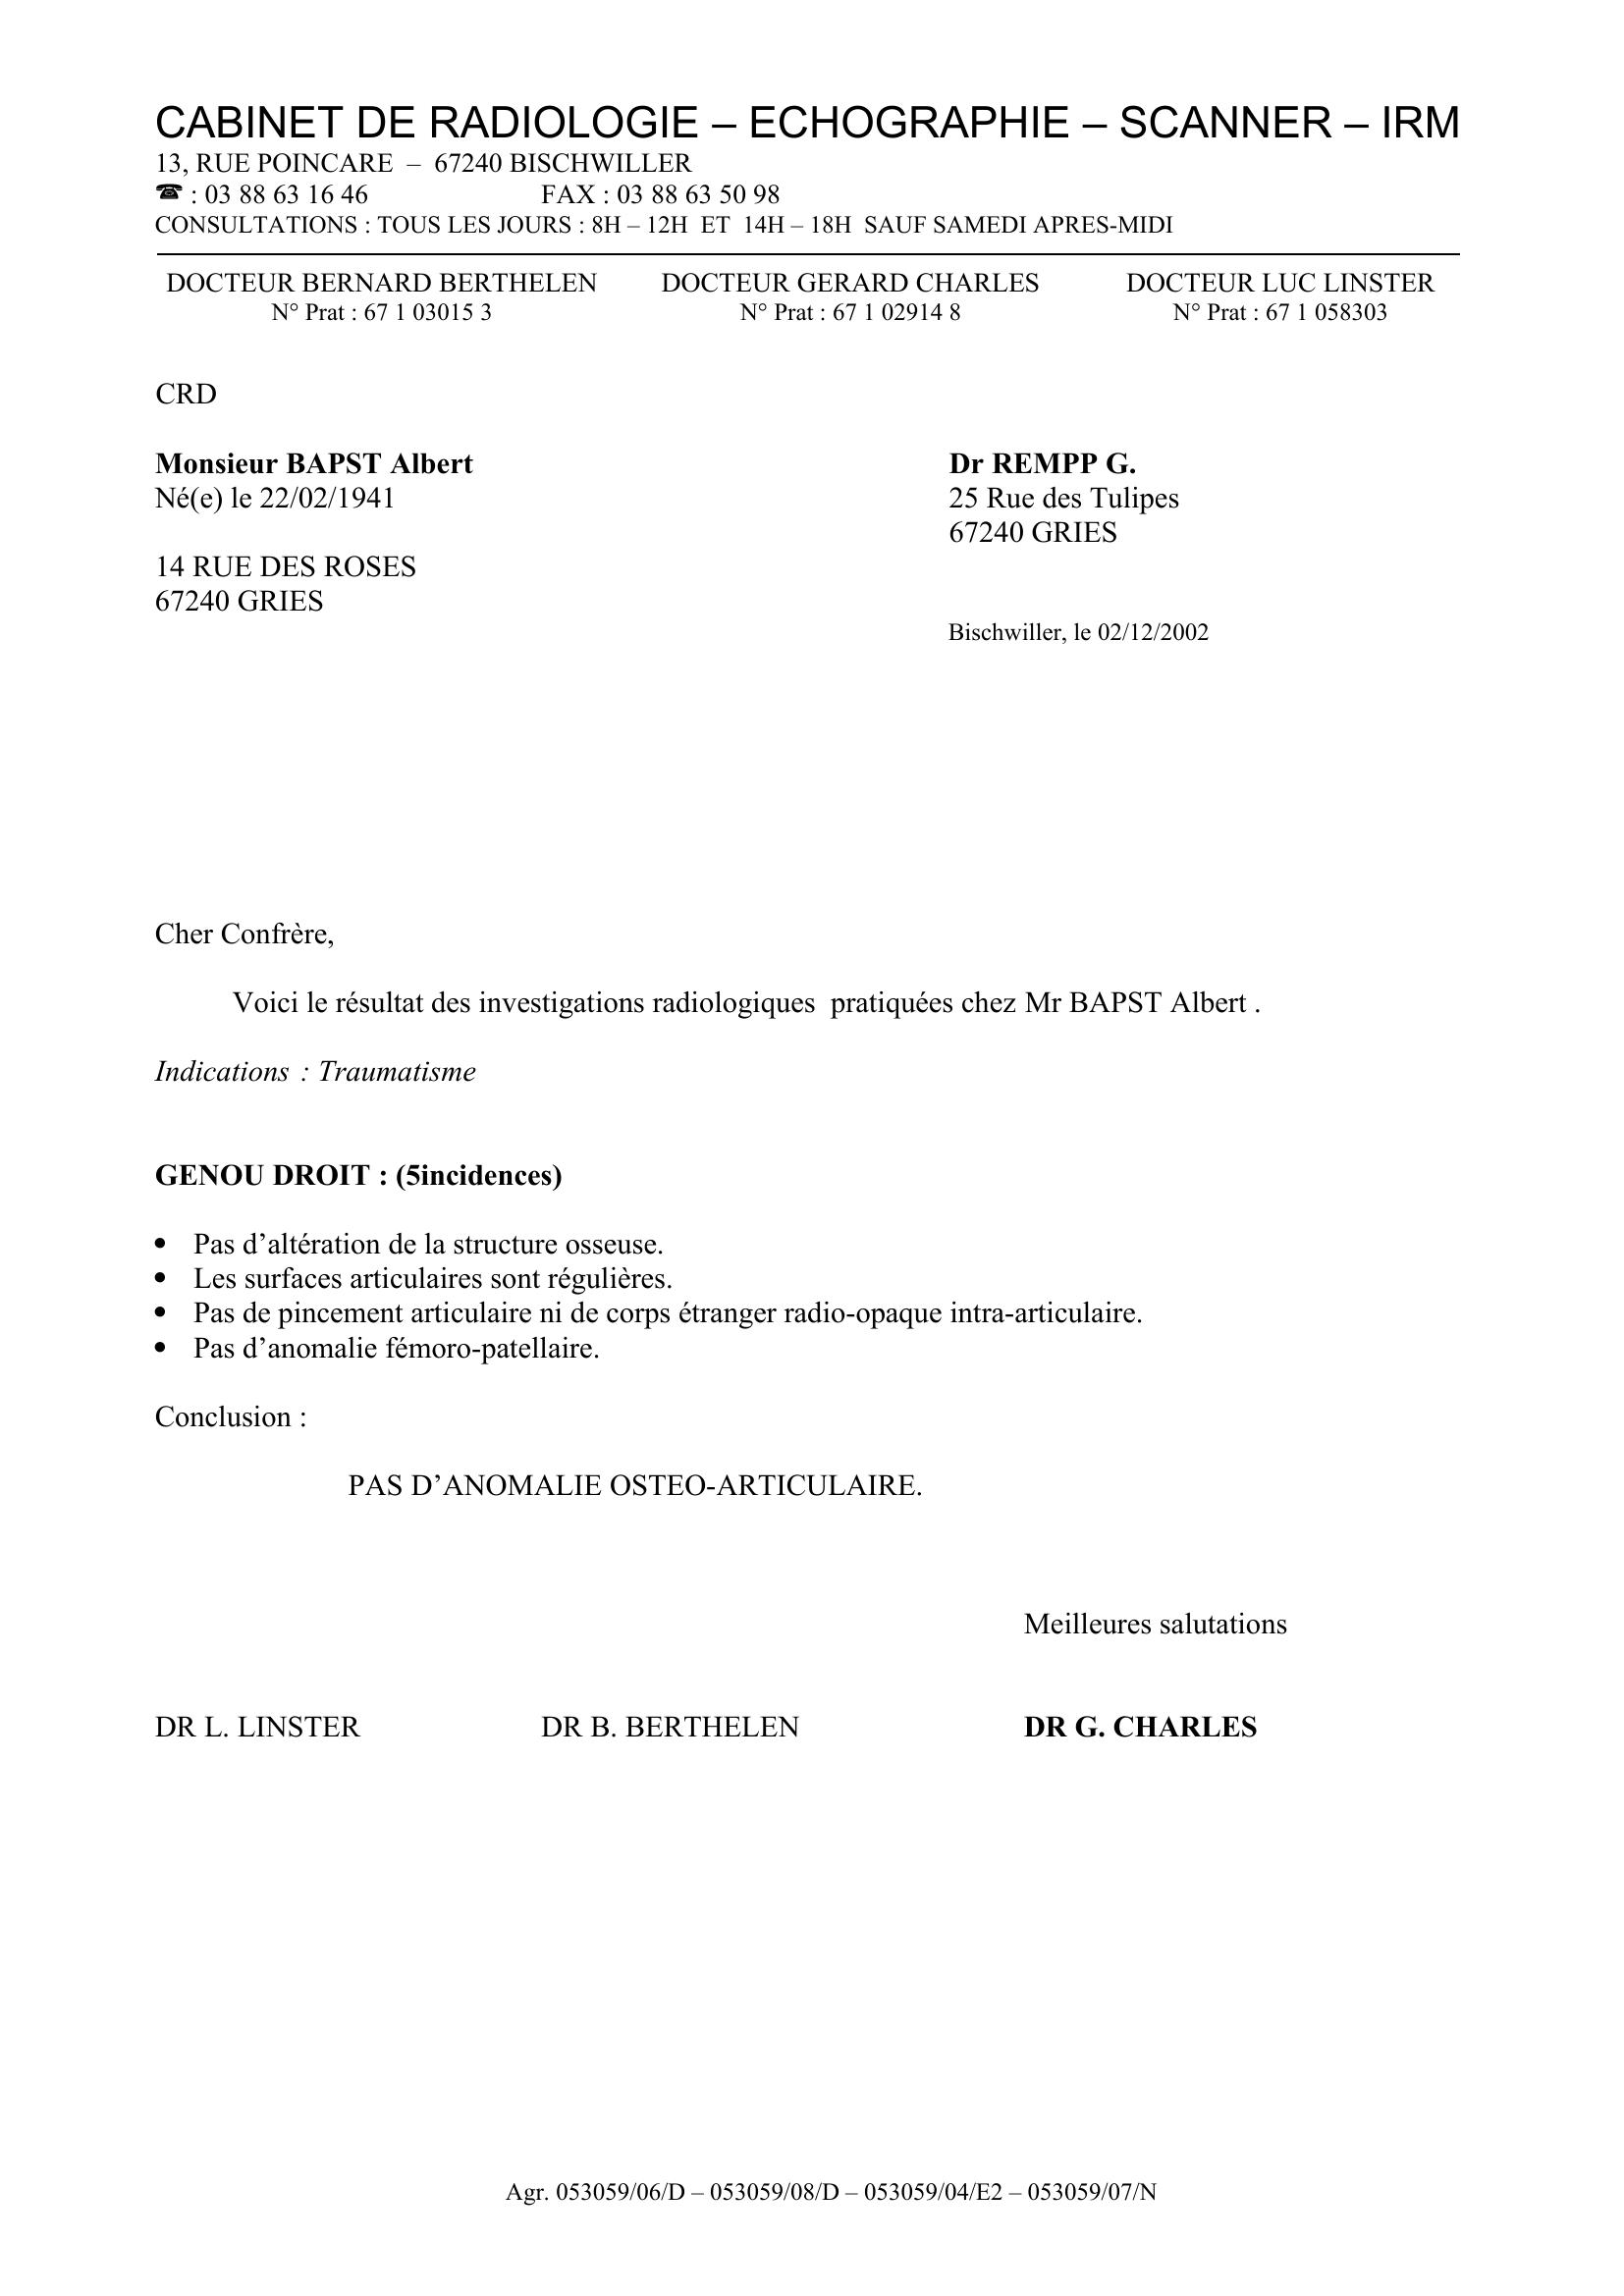 CABINET DE RADIOLOGIE – ECHOGRAPHIE – SCANNER – IRM
13, RUE POINCARE – 67240 BISCHWILLER
☎ : 03 88 63 16 46 FAX : 03 88 63 50 98
CONSULTATIONS : TOUS LES JOURS : 8H – 12H ET 14H – 18H SAUF SAMEDI APRES-MIDI
DOCTEUR BERNARD BERTHELEN DOCTEUR GERARD CHARLES DOCTEUR LUC LINSTER
N° Prat : 67 1 03015 3 N° Prat : 67 1 02914 8 N° Prat : 67 1 058303
CRD
Monsieur BAPST Albert
Né(e) le 22/02/1941
14 RUE DES ROSES
67240 GRIES
Dr REMPP G.
25 Rue des Tulipes
67240 GRIES
Bischwiller, le 02/12/2002
Cher Confrère,
Voici le résultat des investigations radiologiques pratiquées chez Mr BAPST Albert .
Indications : Traumatisme
GENOU DROIT : (5incidences)
• Pas d’altération de la structure osseuse.
• Les surfaces articulaires sont régulières.
• Pas de pincement articulaire ni de corps étranger radio-opaque intra-articulaire.
• Pas d’anomalie fémoro-patellaire.
Conclusion :
PAS D’ANOMALIE OSTEO-ARTICULAIRE.
Meilleures salutations
DR L. LINSTER DR B. BERTHELEN DR G. CHARLES
Agr. 053059/06/D – 053059/08/D – 053059/04/E2 – 053059/07/N